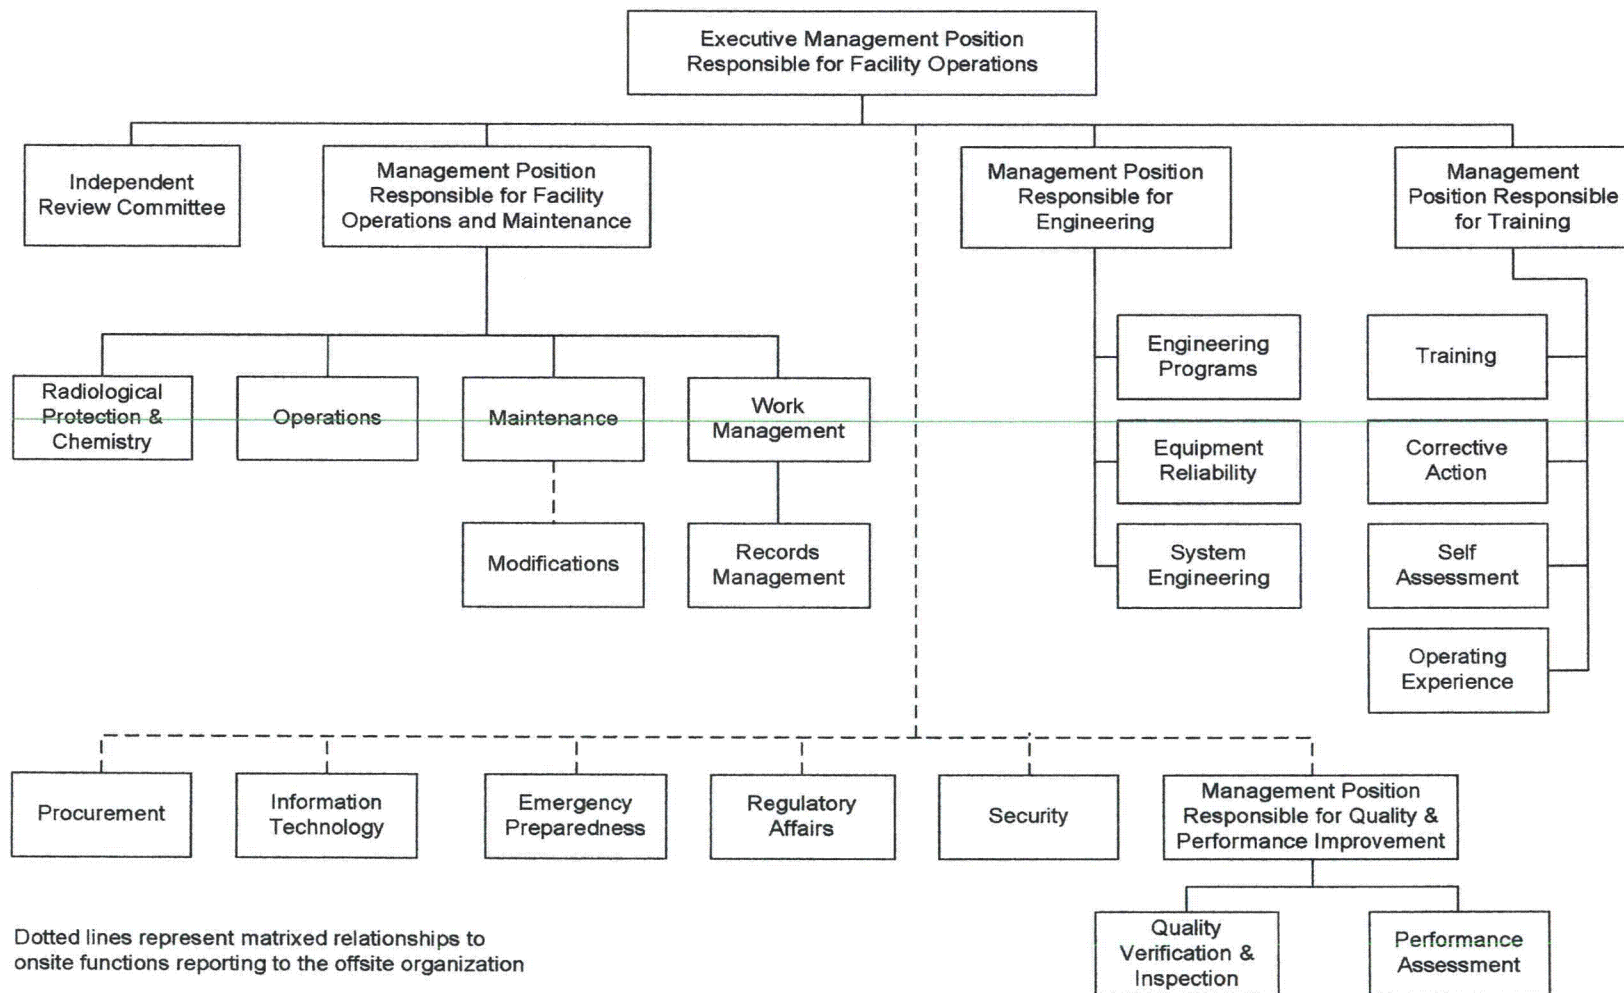 Executive Management Position
Responsible for Facility Operations
Independent
Review Committee
Management Position
Responsible for Facility
Operations and Maintenance
Management Position
Responsible for
Engineering
Management
Position Responsible
for Training
Radiological
Protection &
Chemistry
Operations
Maintenance
Work
Management
Modifications
Records
Management
Engineering
Programs
Equipment
Reliability
System
Engineering
Training
Corrective
Action
Self
Assessment
Operating
Experience
Procurement
Information
Technology
Emergency
Preparedness
Regulatory
Affairs
Security
Management Position
Responsible for Quality &
Performance Improvement
Quality
Verification &
Inspection
Performance
Assessment
Dotted lines represent matrixed relationships to
onsite functions reporting to the offsite organization